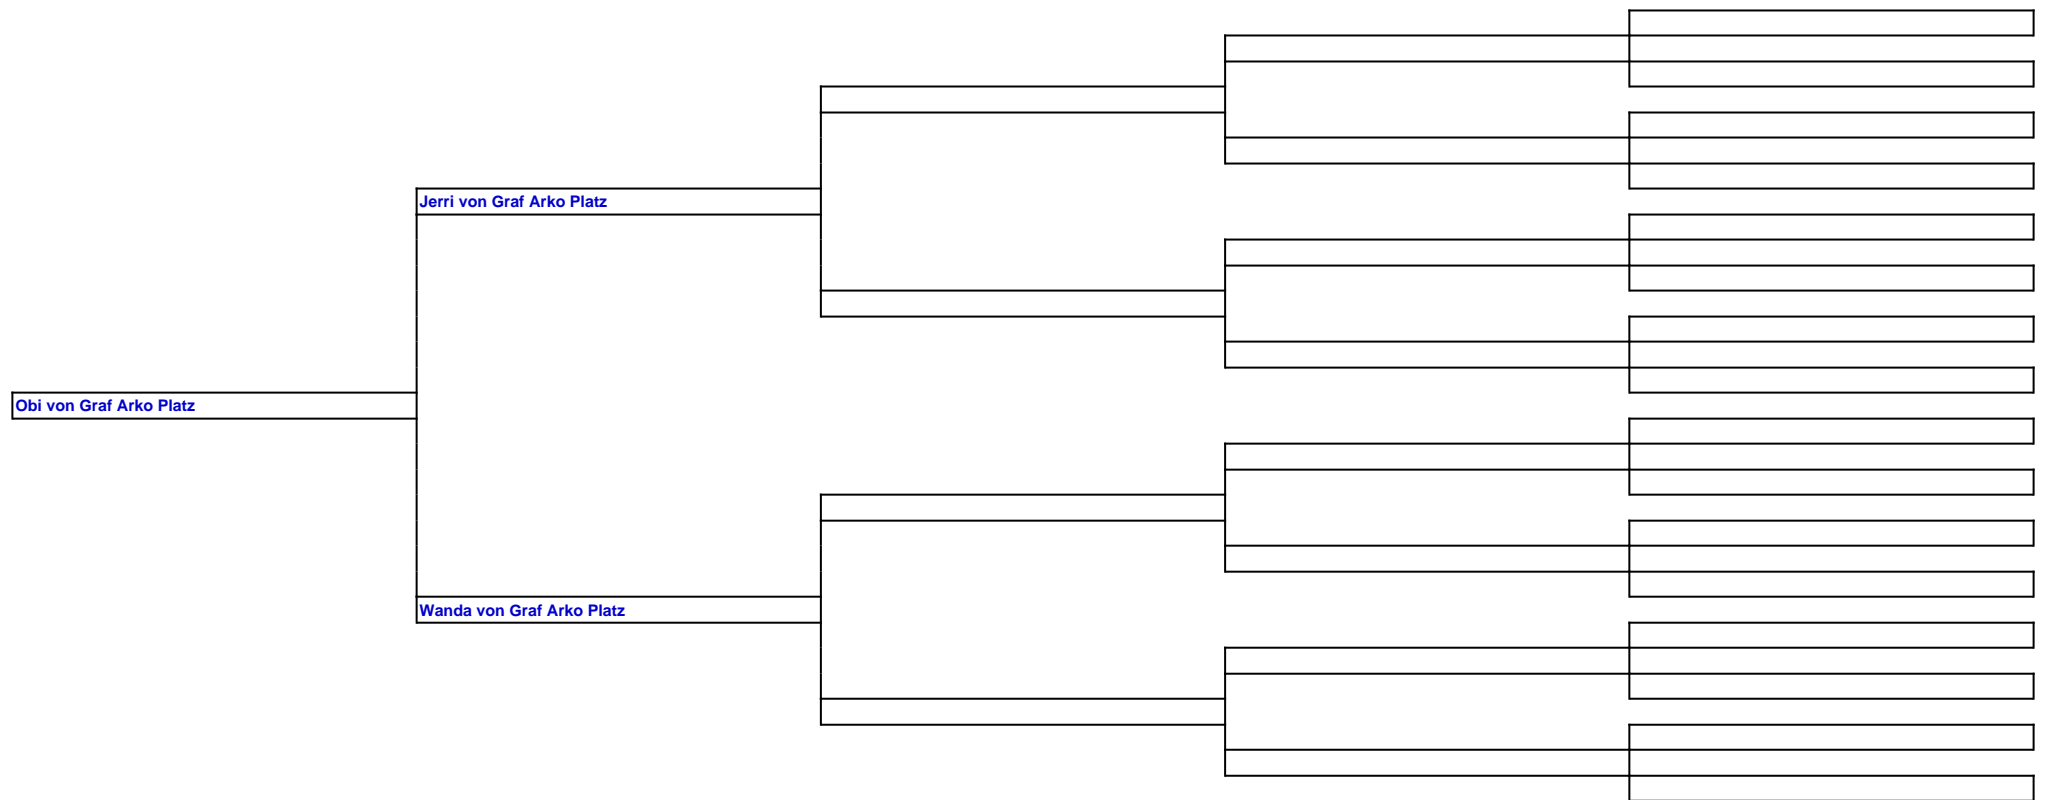 Jerri von Graf Arko Platz
Obi von Graf Arko Platz
Wanda von Graf Arko Platz